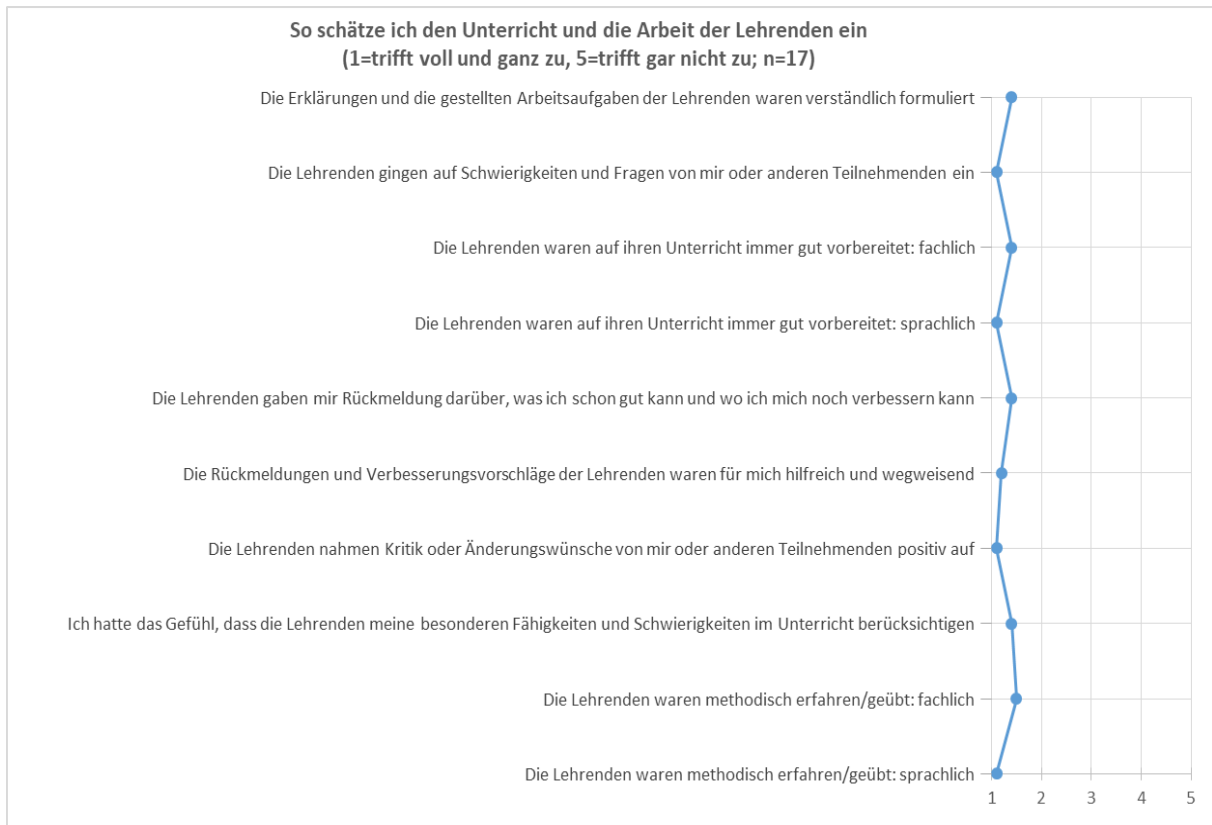 So schätze ich den Unterricht und die Arbeit der Lehrenden ein
(1=trifft voll und ganz zu, 5=trifft gar nicht zu; n=17)
Die Erklärungen und die gestellten Arbeitsaufgaben der Lehrenden waren verständlich formuliert
Die Lehrenden gingen auf Schwierigkeiten und Fragen von mir oder anderen Teilnehmenden ein
Die Lehrenden waren auf ihren Unterricht immer gut vorbereitet: fachlich
Die Lehrenden waren auf ihren Unterricht immer gut vorbereitet: sprachlich
Die Lehrenden gaben mir Rückmeldung darüber, was ich schon gut kann und wo ich mich noch verbessern kann
Die Rückmeldungen und Verbesserungsvorschläge der Lehrenden waren für mich hilfreich und wegweisend
Die Lehrenden nahmen Kritik oder Änderungswünsche von mir oder anderen Teilnehmenden positiv auf
Ich hatte das Gefühl, dass die Lehrenden meine besonderen Fähigkeiten und Schwierigkeiten im Unterricht berücksichtigen
Die Lehrenden waren methodisch erfahren/geübt: fachlich
Die Lehrenden waren methodisch erfahren/geübt: sprachlich
1 2 3 4 5